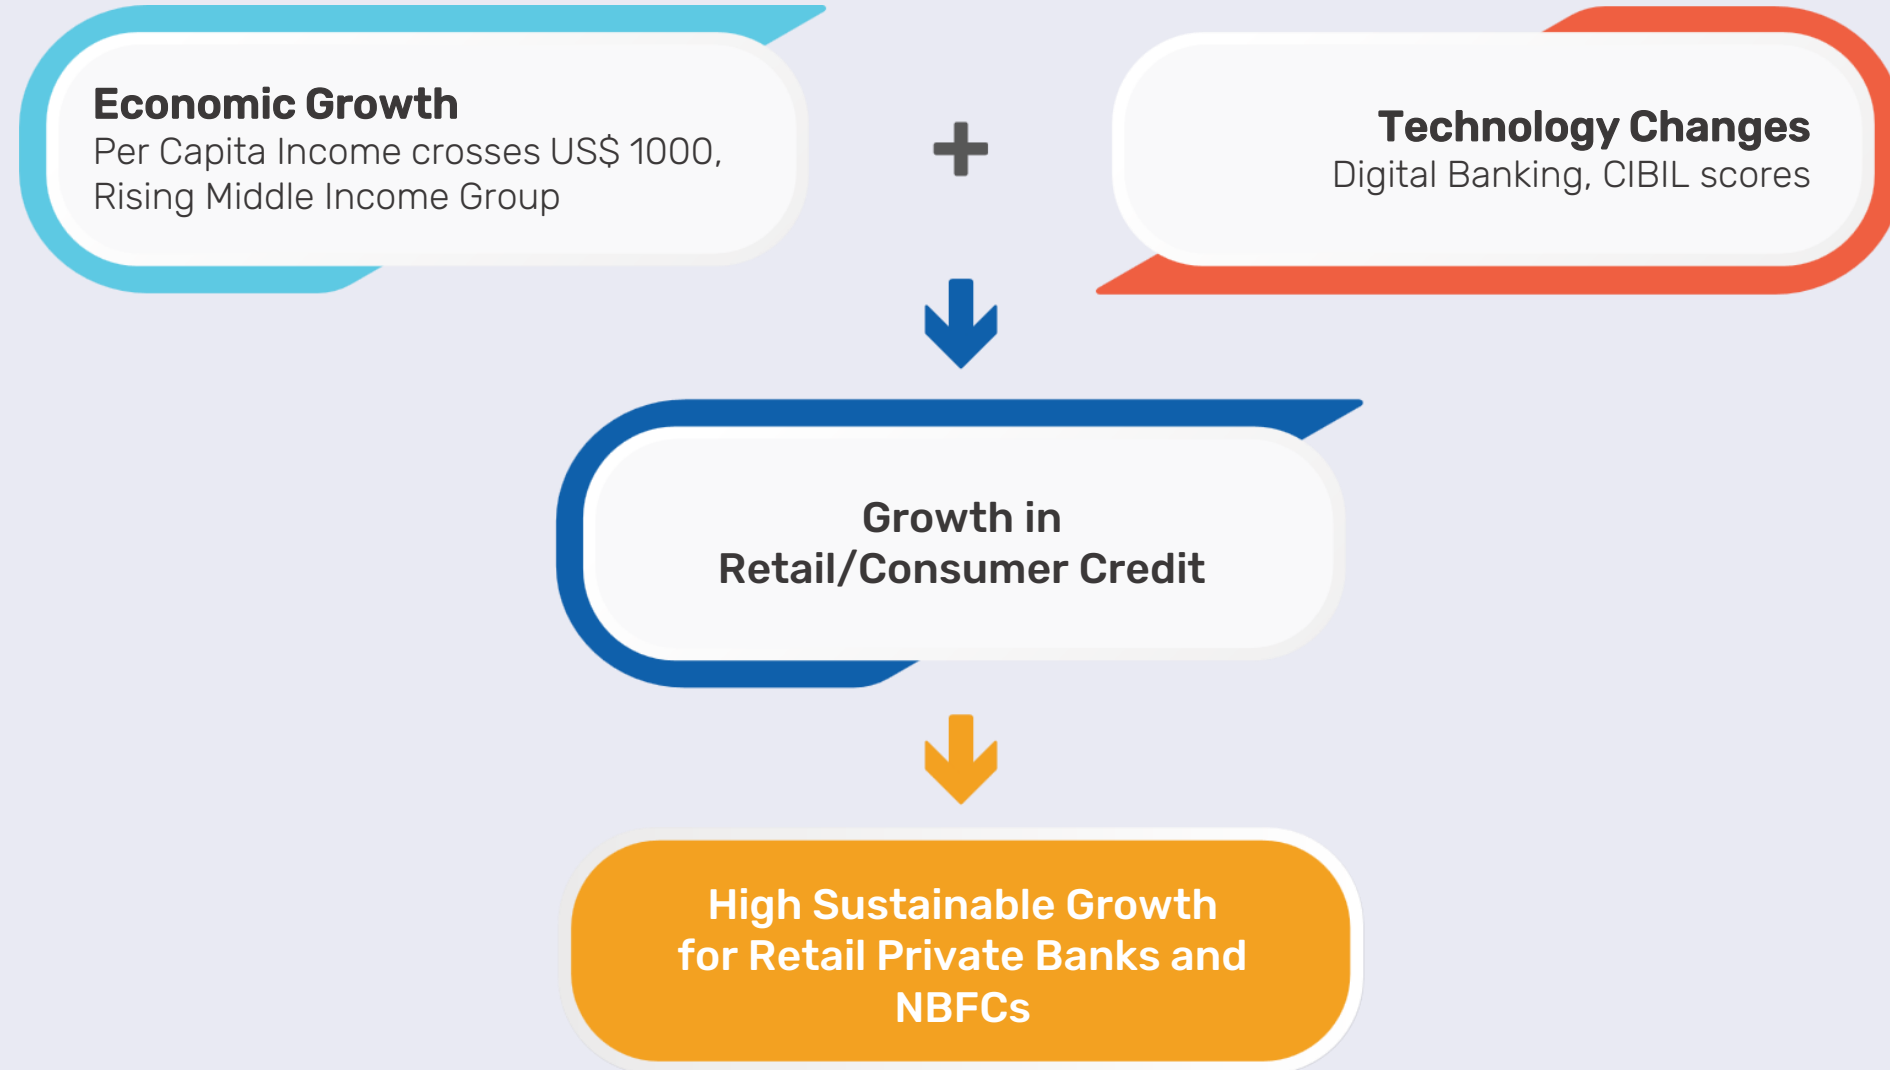 Economic Growth
Per Capita Income crosses US$ 1000,
Rising Middle Income Group
+
Technology Changes
Digital Banking, CIBIL scores
Growth in
Retail/Consumer Credit
High Sustainable Growth
for Retail Private Banks and
NBFCs